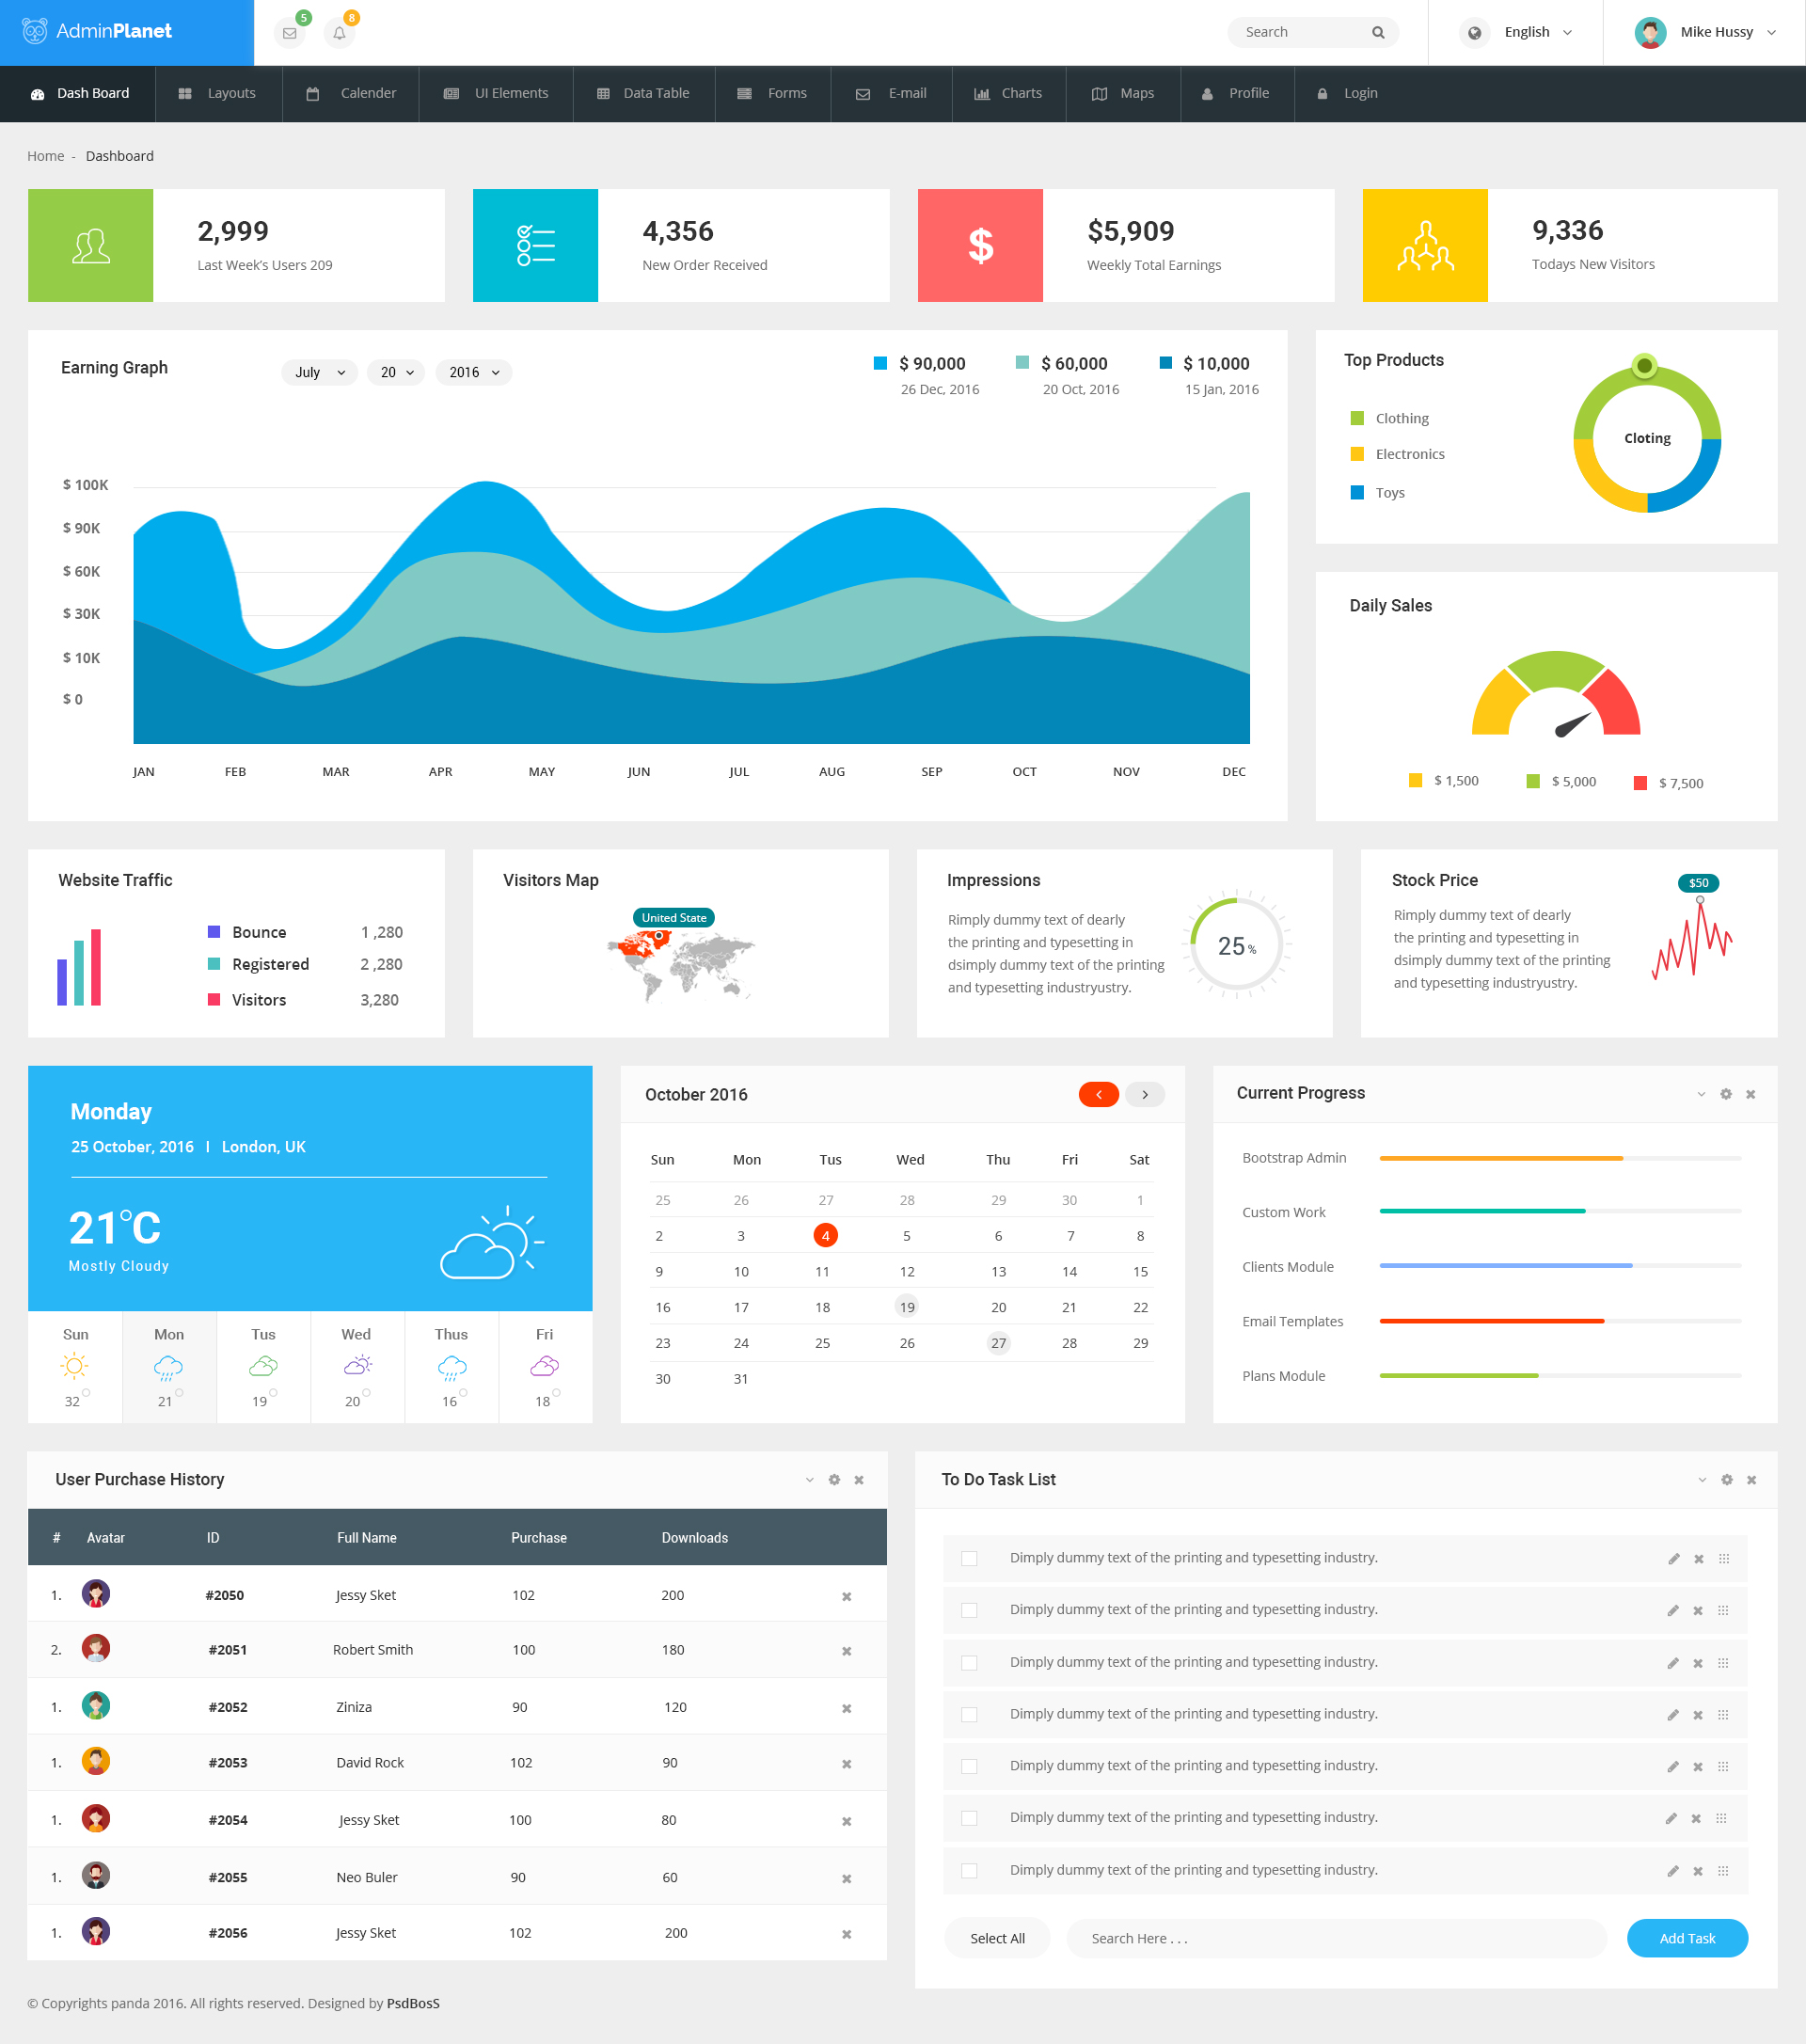 AdminPlanet
5
8
Search
English
Mike Hussy
Dash Board
Layouts
Calender
UI Elements
Data Table
Forms
E-mail
Charts
Maps
Profile
Login
Home - Dashboard
2,999
Last Week's Users 209
4,356
New Order Received
$
$5,909
Weekly Total Earnings
9,336
Todays New Visitors
Earning Graph
July
20
2016
$ 90,000
26 Dec, 2016
$ 60,000
20 Oct, 2016
$ 10,000
15 Jan, 2016
$ 100K
$ 90K
$ 60K
$ 30K
$ 10K
$ 0
JAN FEB MAR APR MAY JUN JUL AUG SEP OCT NOV DEC
Top Products
Clothing
Electronics
Toys
Cloting
Daily Sales
$ 1,500
$ 5,000
$ 7,500
Website Traffic
Bounce 1 ,280
Registered 2 ,280
Visitors 3,280
Visitors Map
United State
Impressions
Rimply dummy text of dearly
the printing and typesetting in
dsimply dummy text of the printing
and typesetting industryustry.
25 %
Stock Price
Rimply dummy text of dearly
the printing and typesetting in
dsimply dummy text of the printing
and typesetting industryustry.
$50
Monday
25 October, 2016 I London, UK
21°C
Mostly Cloudy
Sun Mon Tus Wed Thus Fri
32° 21° 19° 20° 16° 18°
October 2016
Sun Mon Tus Wed Thu Fri Sat
25 26 27 28 29 30 1
2 3 4 5 6 7 8
9 10 11 12 13 14 15
16 17 18 19 20 21 22
23 24 25 26 27 28 29
30 31
Current Progress
Bootstrap Admin
Custom Work
Clients Module
Email Templates
Plans Module
User Purchase History
# Avatar ID Full Name Purchase Downloads
1. #2050 Jessy Sket 102 200
2. #2051 Robert Smith 100 180
1. #2052 Ziniza 90 120
1. #2053 David Rock 102 90
1. #2054 Jessy Sket 100 80
1. #2055 Neo Buler 90 60
1. #2056 Jessy Sket 102 200
To Do Task List
Dimply dummy text of the printing and typesetting industry.
Dimply dummy text of the printing and typesetting industry.
Dimply dummy text of the printing and typesetting industry.
Dimply dummy text of the printing and typesetting industry.
Dimply dummy text of the printing and typesetting industry.
Dimply dummy text of the printing and typesetting industry.
Dimply dummy text of the printing and typesetting industry.
Select All
Search Here . . .
Add Task
© Copyrights panda 2016. All rights reserved. Designed by PsdBosS